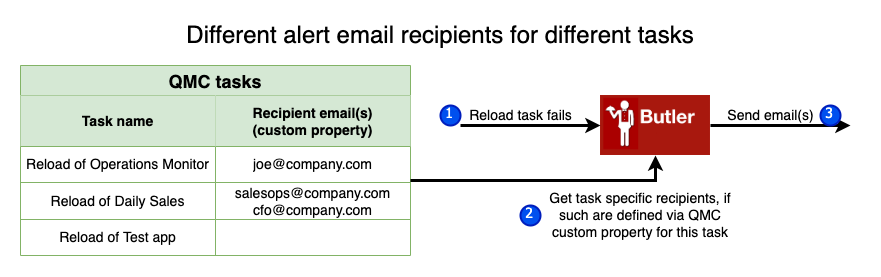 Different alert email recipients for different tasks
QMC tasks
Task name
Recipient email(s)
(custom property)
Reload of Operations Monitor
joe@company.com
Reload of Daily Sales
salesops@company.com
cfo@company.com
Reload of Test app
1
Reload task fails
Butler
Send email(s)
3
2
Get task specific recipients, if
such are defined via QMC
custom property for this task